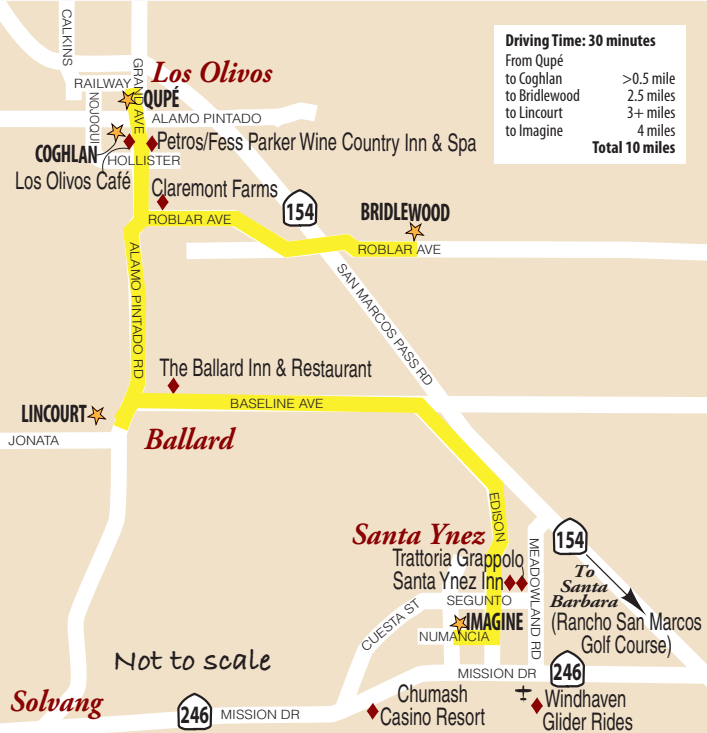 CALKINS
GRAND AVE
Los Olivos
RAILWAY
QUPÉ
NOJOQUI
ALAMO PINTADO
COGHLAN
Petros/Fess Parker Wine Country Inn & Spa
HOLLISTER
Los Olivos Café
Claremont Farms
Driving Time: 30 minutes
From Qupé
to Coghlan >0.5 mile
to Bridlewood 2.5 miles
to Lincourt 3+ miles
to Imagine 4 miles
Total 10 miles
154
BRIDLEWOOD
ROBLAR AVE
ROBLAR AVE
ALAMO PINTADO RD
SAN MARCOS PASS RD
The Ballard Inn & Restaurant
BASELINE AVE
LINCOURT
JONATA
Ballard
EDISON
Santa Ynez
Trattoria Grappolo
Santa Ynez Inn
MEADOWLAND RD
154
To
Santa
Barbara
(Rancho San Marcos
Golf Course)
SEGUNTO
CUESTA ST
IMAGINE
NUMANCIA
Not to scale
MISSION DR
246
Solvang
246
MISSION DR
Chumash
Casino Resort
Windhaven
Glider Rides